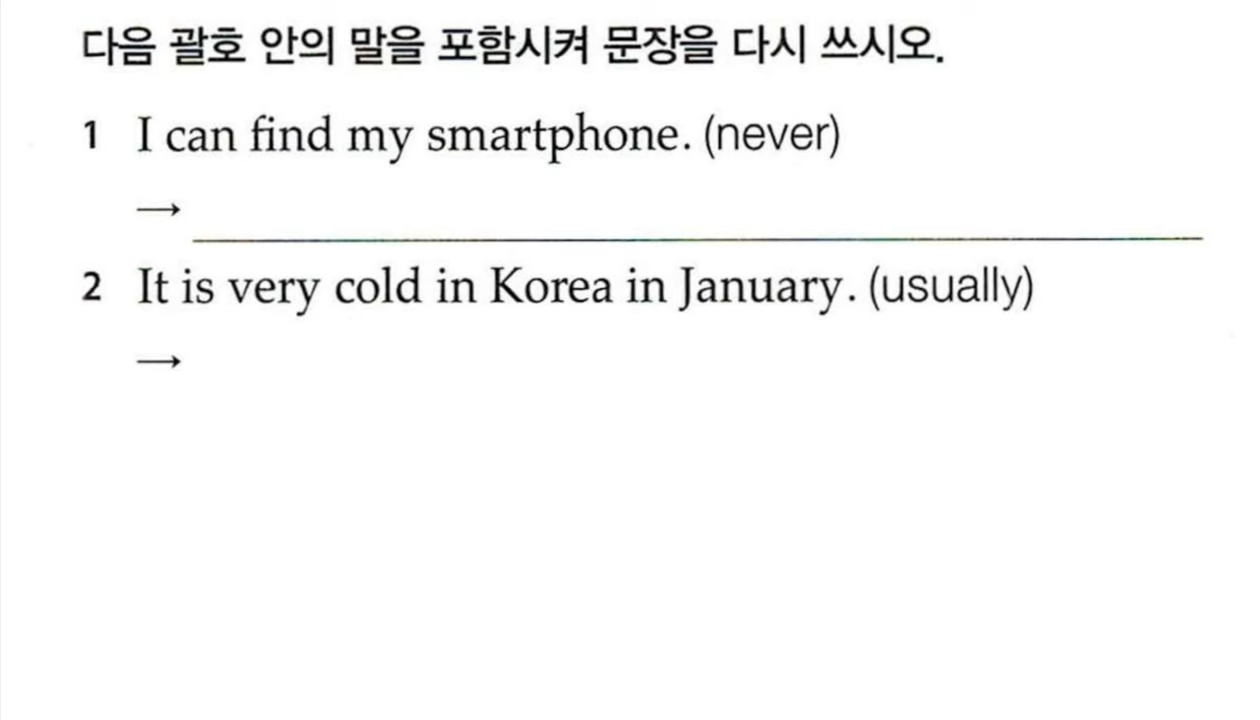 다음 괄호 안의 말을 포함시켜 문장을 다시 쓰시오.
1 I can find my smartphone. (never)
→
2 It is very cold in Korea in January. (usually)
→